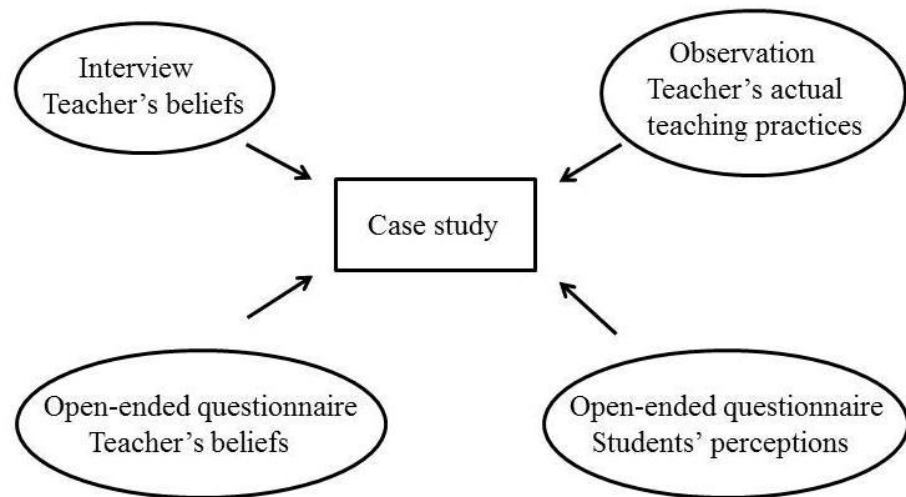 Interview
Teacher’s beliefs
Observation
Teacher’s actual
teaching practices
Case study
Open-ended questionnaire
Teacher’s beliefs
Open-ended questionnaire
Students’ perceptions